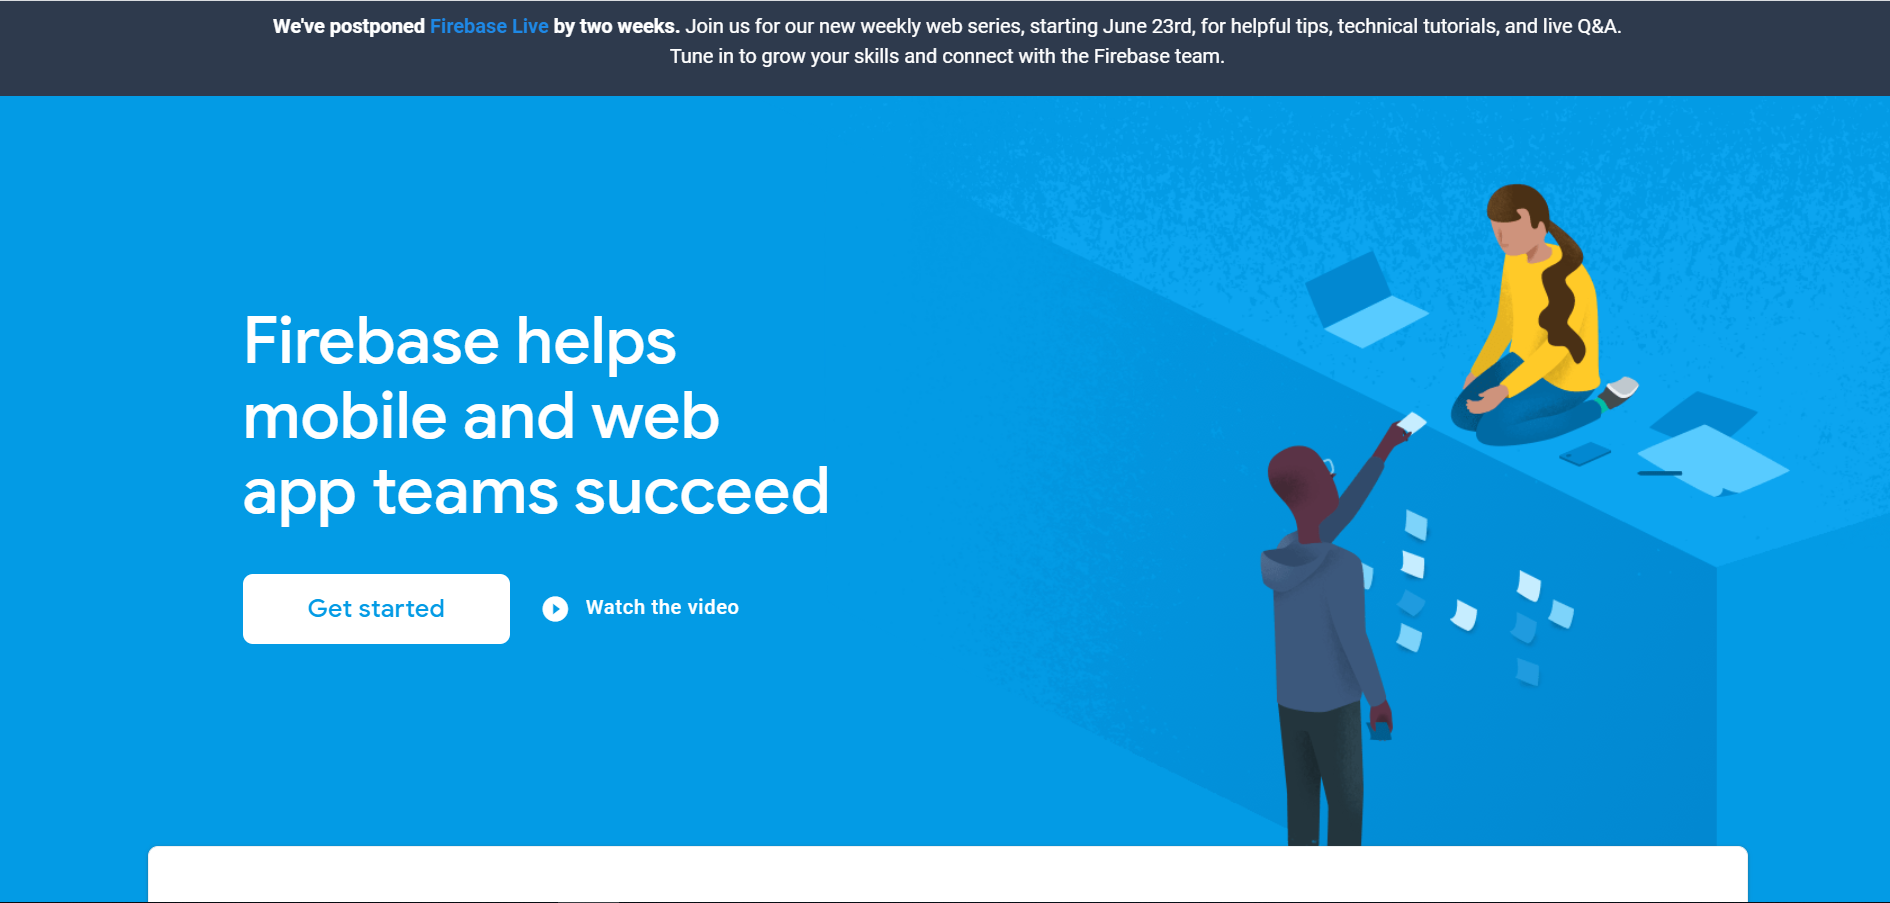 We've postponed Firebase Live by two weeks. Join us for our new weekly web series, starting June 23rd, for helpful tips, technical tutorials, and live Q&A.
Tune in to grow your skills and connect with the Firebase team.
Firebase helps
mobile and web
app teams succeed
Get started
Watch the video